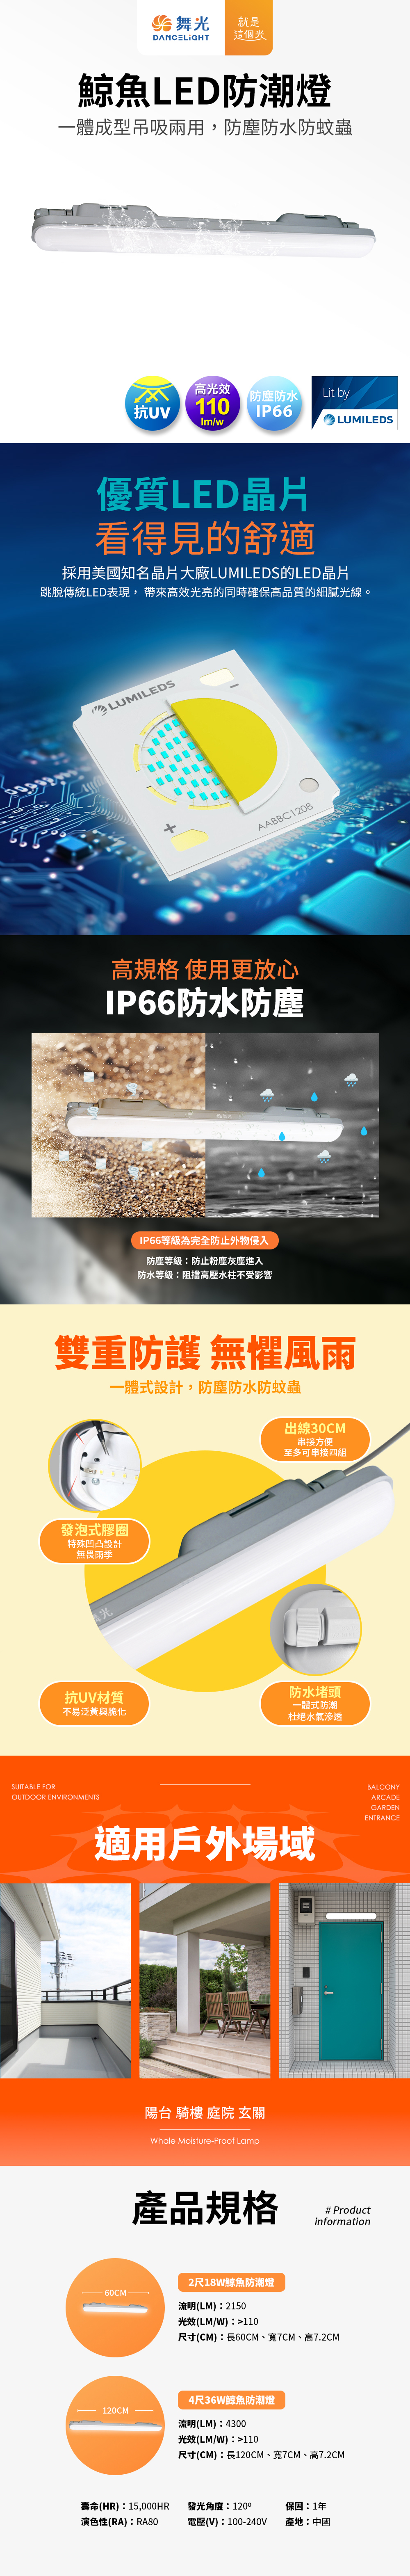 舞光
DANCELIGHT
就是
這個光
鯨魚LED防潮燈
一體成型吊吸兩用，防塵防水防蚊蟲
抗UV
高光效
110
lm/w
防塵防水
IP66
Lit by
LUMILEDS
優質LED晶片
看得見的舒適
採用美國知名晶片大廠LUMILEDS的LED晶片
跳脫傳統LED表現， 帶來高效光亮的同時確保高品質的細膩光線。
LUMILEDS
AABBC1208
高規格 使用更放心
IP66防水防塵
IP66等級為完全防止外物侵入
防塵等級：防止粉塵灰塵進入
防水等級：阻擋高壓水柱不受影響
雙重防護 無懼風雨
一體式設計，防塵防水防蚊蟲
出線30CM
串接方便
至多可串接四組
發泡式膠圈
特殊凹凸設計
無畏雨季
抗UV材質
不易泛黃與脆化
防水堵頭
一體式防潮
杜絕水氣滲透
SUITABLE FOR
OUTDOOR ENVIRONMENTS
BALCONY
ARCADE
GARDEN
ENTRANCE
適用戶外場域
陽台 騎樓 庭院 玄關
Whale Moisture-Proof Lamp
產品規格
# Product
information
60CM
2尺18W鯨魚防潮燈
流明(LM)：2150
光效(LM/W)：>110
尺寸(CM)：長60CM、寬7CM、高7.2CM
120CM
4尺36W鯨魚防潮燈
流明(LM)：4300
光效(LM/W)：>110
尺寸(CM)：長120CM、寬7CM、高7.2CM
壽命(HR)：15,000HR
發光角度：120º
保固：1年
演色性(RA)：RA80
電壓(V)：100-240V
產地：中國